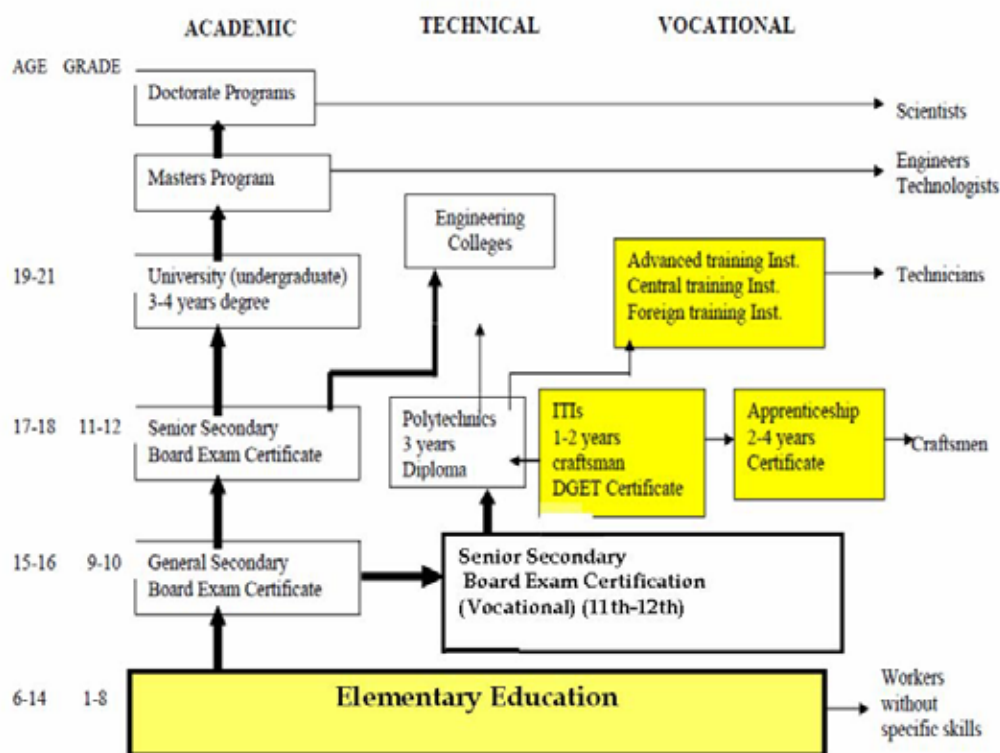 ACADEMIC TECHNICAL VOCATIONAL
AGE GRADE
Doctorate Programs
Scientists
Masters Program
Engineers
Technologists
Engineering
Colleges
19-21
University (undergraduate)
3-4 years degree
Advanced training Inst.
Central training Inst.
Foreign training Inst.
Technicians
17-18 11-12
Senior Secondary
Board Exam Certificate
Polytechnics
3 years
Diploma
ITIs
1-2 years
craftsman
DGET Certificate
Apprenticeship
2-4 years
Certificate
Craftsmen
15-16 9-10
General Secondary
Board Exam Certificate
Senior Secondary
Board Exam Certification
(Vocational) (11th-12th)
6-14 1-8
Elementary Education
Workers
without
specific skills